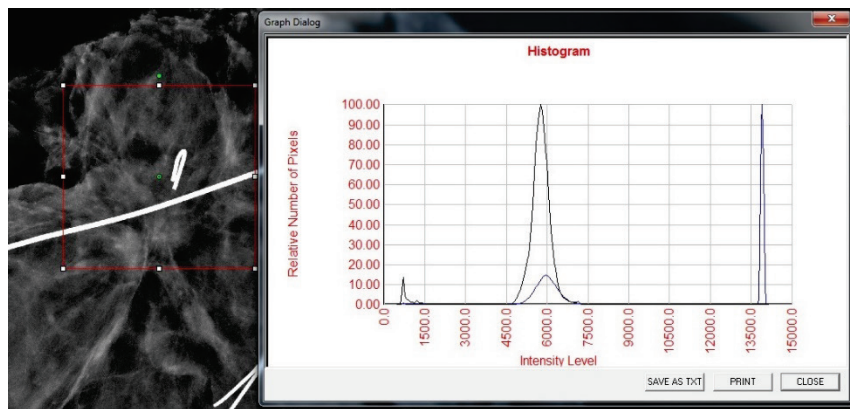 Graph Dialog
Histogram
Relative Number of Pixels
100.00
90.00
80.00
70.00
60.00
50.00
40.00
30.00
20.00
10.00
0.00
0.0 1500.0 3000.0 4500.0 6000.0 7500.0 9000.0 10500.0 12000.0 13500.0 15000.0
Intensity Level
SAVE AS TXT PRINT CLOSE